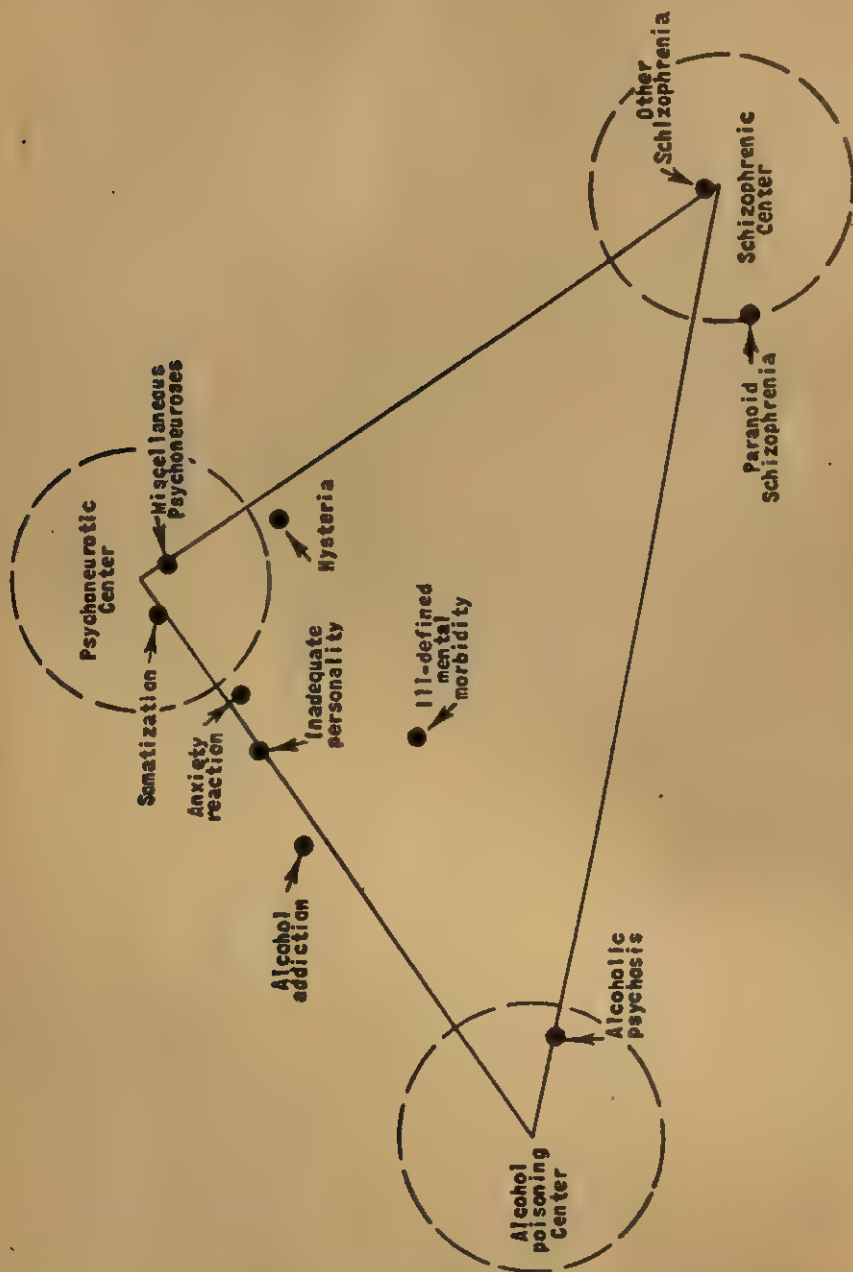 Psychoneurotic
Center
Somatization
Miscellaneous
Psychoneuroses
Anxiety
reaction
Hysteria
Inadequate
personality
Alcohol
addiction
Ill-defined
mental
morbidity
Alcohol
poisoning
Center
Alcoholic
psychosis
Other
Schizophrenia
Schizophrenic
Center
Paranoid
Schizophrenia